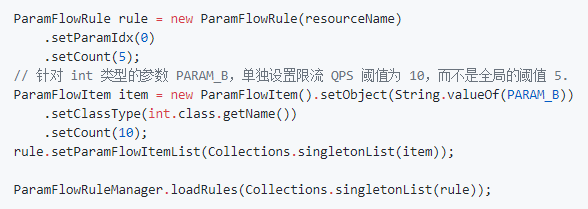 ParamFlowRule rule = new ParamFlowRule(resourceName)
    .setParamIdx(0)
    .setCount(5);
// 针对 int 类型的参数 PARAM_B，单独设置限流 QPS 阈值为 10，而不是全局的阈值 5.
ParamFlowItem item = new ParamFlowItem().setObject(String.valueOf(PARAM_B))
    .setClassType(int.class.getName())
    .setCount(10);
rule.setParamFlowItemList(Collections.singletonList(item));

ParamFlowRuleManager.loadRules(Collections.singletonList(rule));